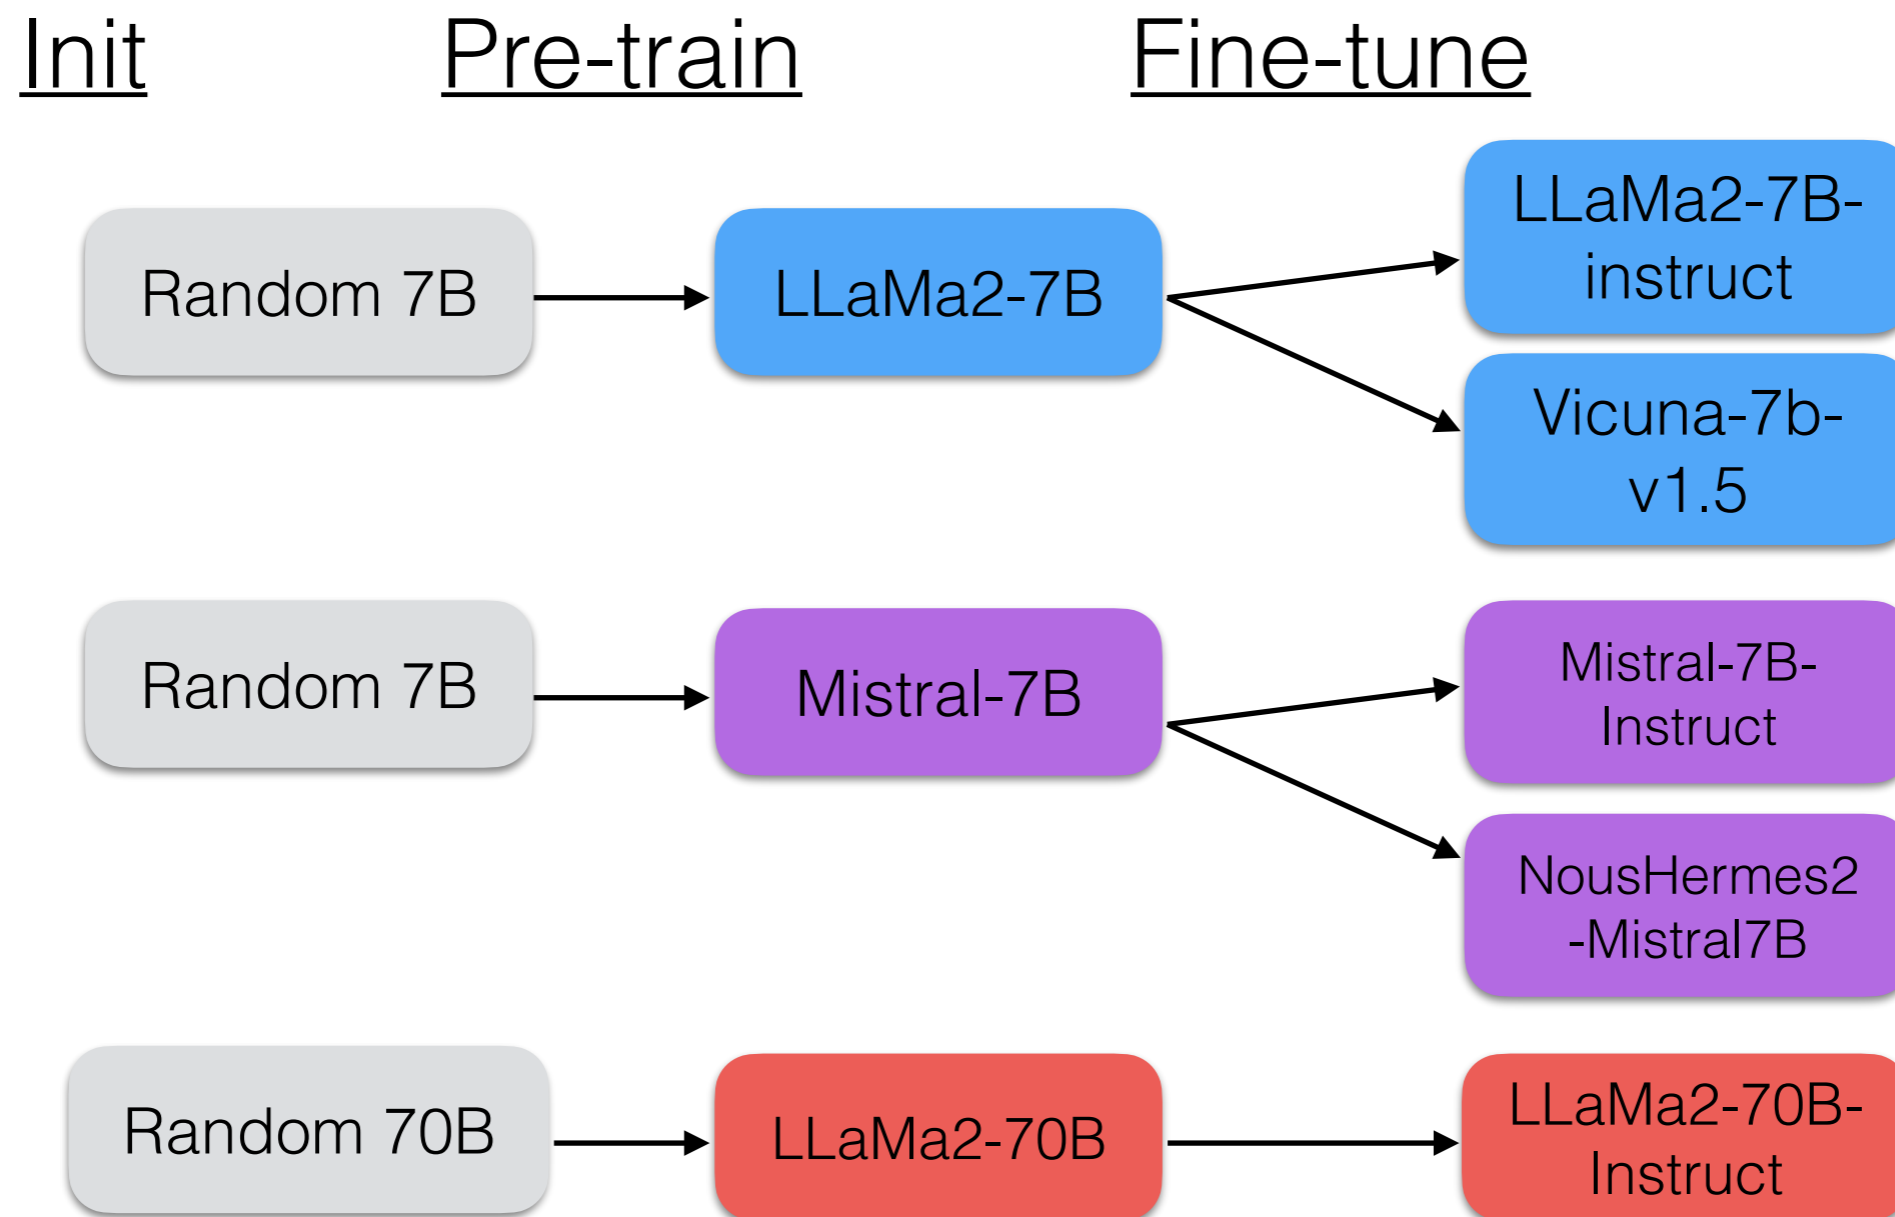 Init
Pre-train
Fine-tune
Random 7B
LLaMa2-7B
LLaMa2-7B-
instruct
Vicuna-7b-
v1.5
Random 7B
Mistral-7B
Mistral-7B-
Instruct
NousHermes2
-Mistral7B
Random 70B
LLaMa2-70B
LLaMa2-70B-
Instruct